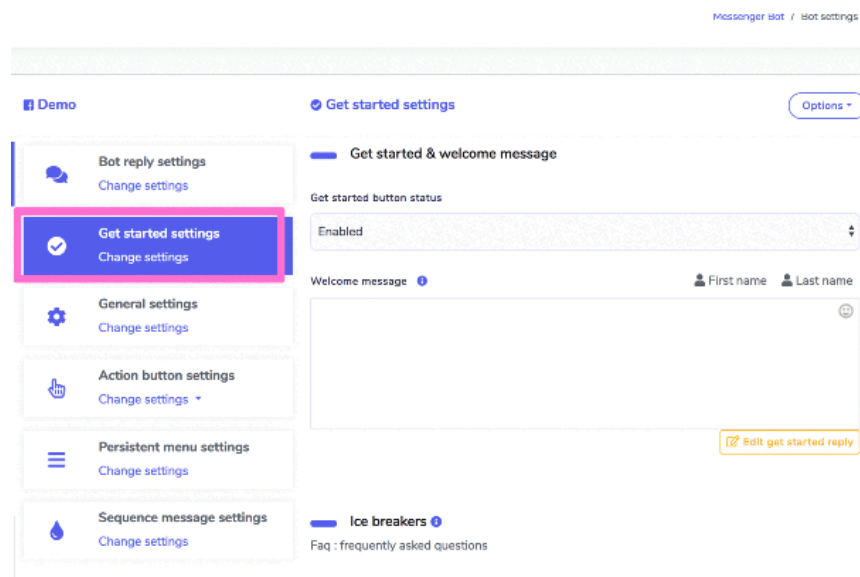 Messenger Bot / Bot settings
Demo
Bot reply settings
Change settings
Get started settings
Change settings
General settings
Change settings
Action button settings
Change settings
Persistent menu settings
Change settings
Sequence message settings
Change settings
Get started settings
Options
Get started & welcome message
Get started button status
Enabled
Welcome message
First name
Last name
Edit get started reply
Ice breakers
Faq : frequently asked questions